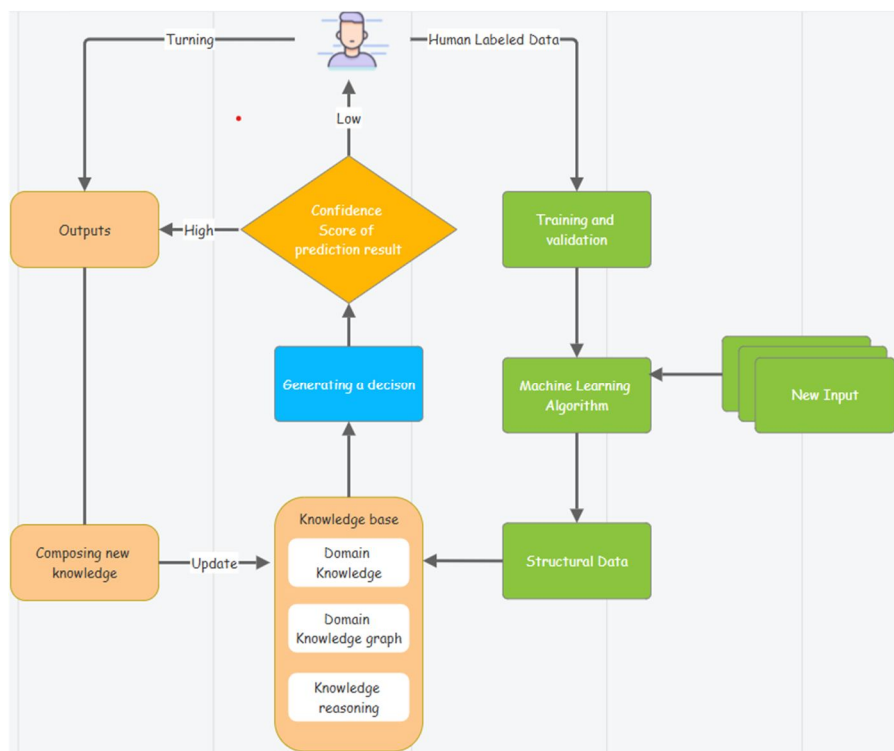 Turning
Human Labeled Data
Low
Outputs
High
Confidence
Score of
prediction result
Training and
validation
Generating a decison
Machine Learning
Algorithm
New Input
Composing new
knowledge
Update
Knowledge base
Domain
Knowledge
Domain
Knowledge graph
Knowledge
reasoning
Structural Data